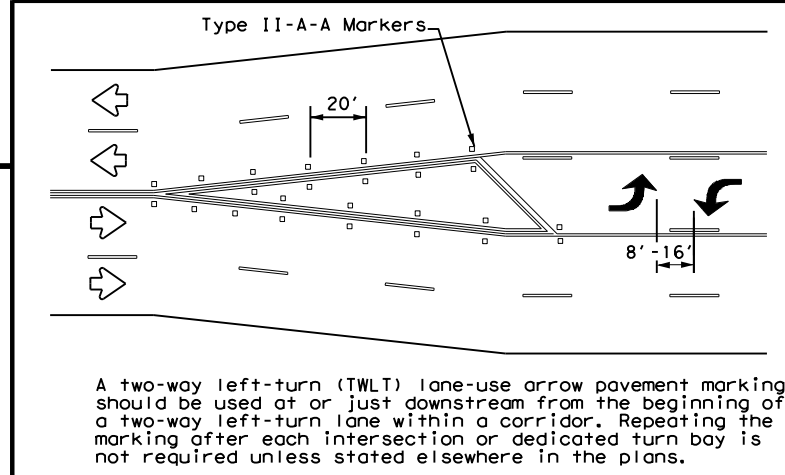 Type II-A-A Markers
20'
8'-16'
A two-way left-turn (TWLT) lane-use arrow pavement marking
should be used at or just downstream from the beginning of
a two-way left-turn lane within a corridor. Repeating the
marking after each intersection or dedicated turn bay is
not required unless stated elsewhere in the plans.